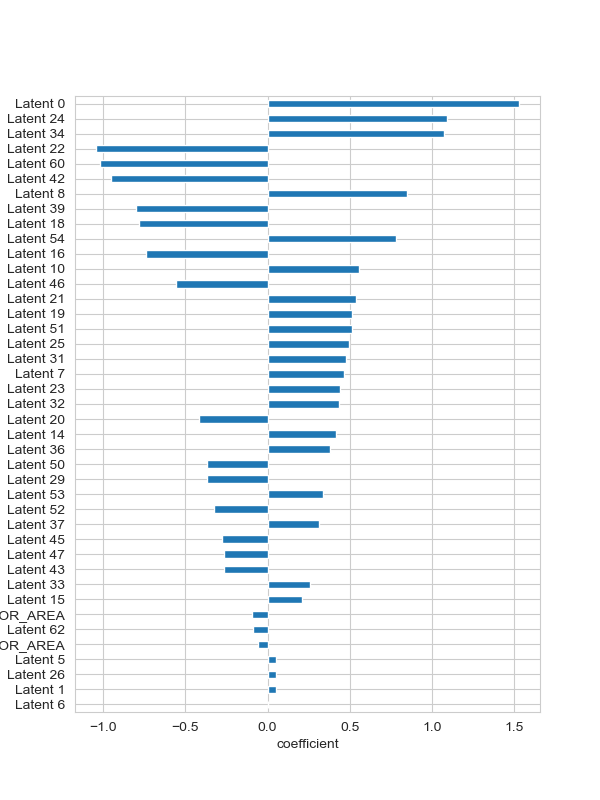 Latent 0
Latent 24
Latent 34
Latent 22
Latent 60
Latent 42
Latent 8
Latent 39
Latent 18
Latent 54
Latent 16
Latent 10
Latent 46
Latent 21
Latent 19
Latent 51
Latent 25
Latent 31
Latent 7
Latent 23
Latent 32
Latent 20
Latent 14
Latent 36
Latent 50
Latent 29
Latent 53
Latent 52
Latent 37
Latent 45
Latent 47
Latent 43
Latent 33
Latent 15
OR_AREA
Latent 62
OR_AREA
Latent 5
Latent 26
Latent 1
Latent 6
−1.0 −0.5 0.0 0.5 1.0 1.5
coefficient